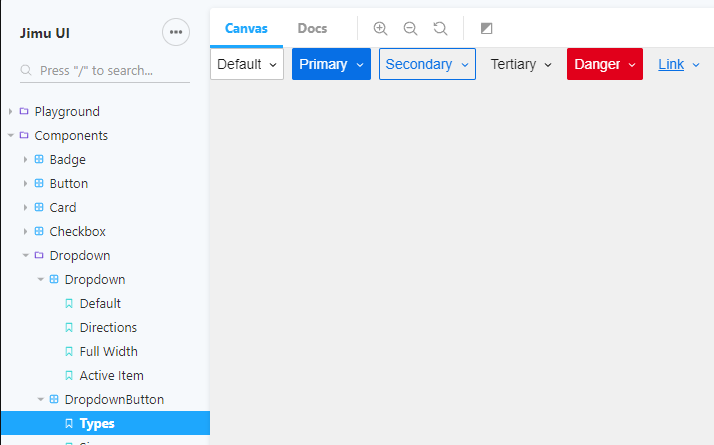 Jimu UI
Press "/" to search...
Playground
Components
Badge
Button
Card
Checkbox
Dropdown
Dropdown
Default
Directions
Full Width
Active Item
DropdownButton
Types
Canvas Docs
Default Primary Secondary Tertiary Danger Link